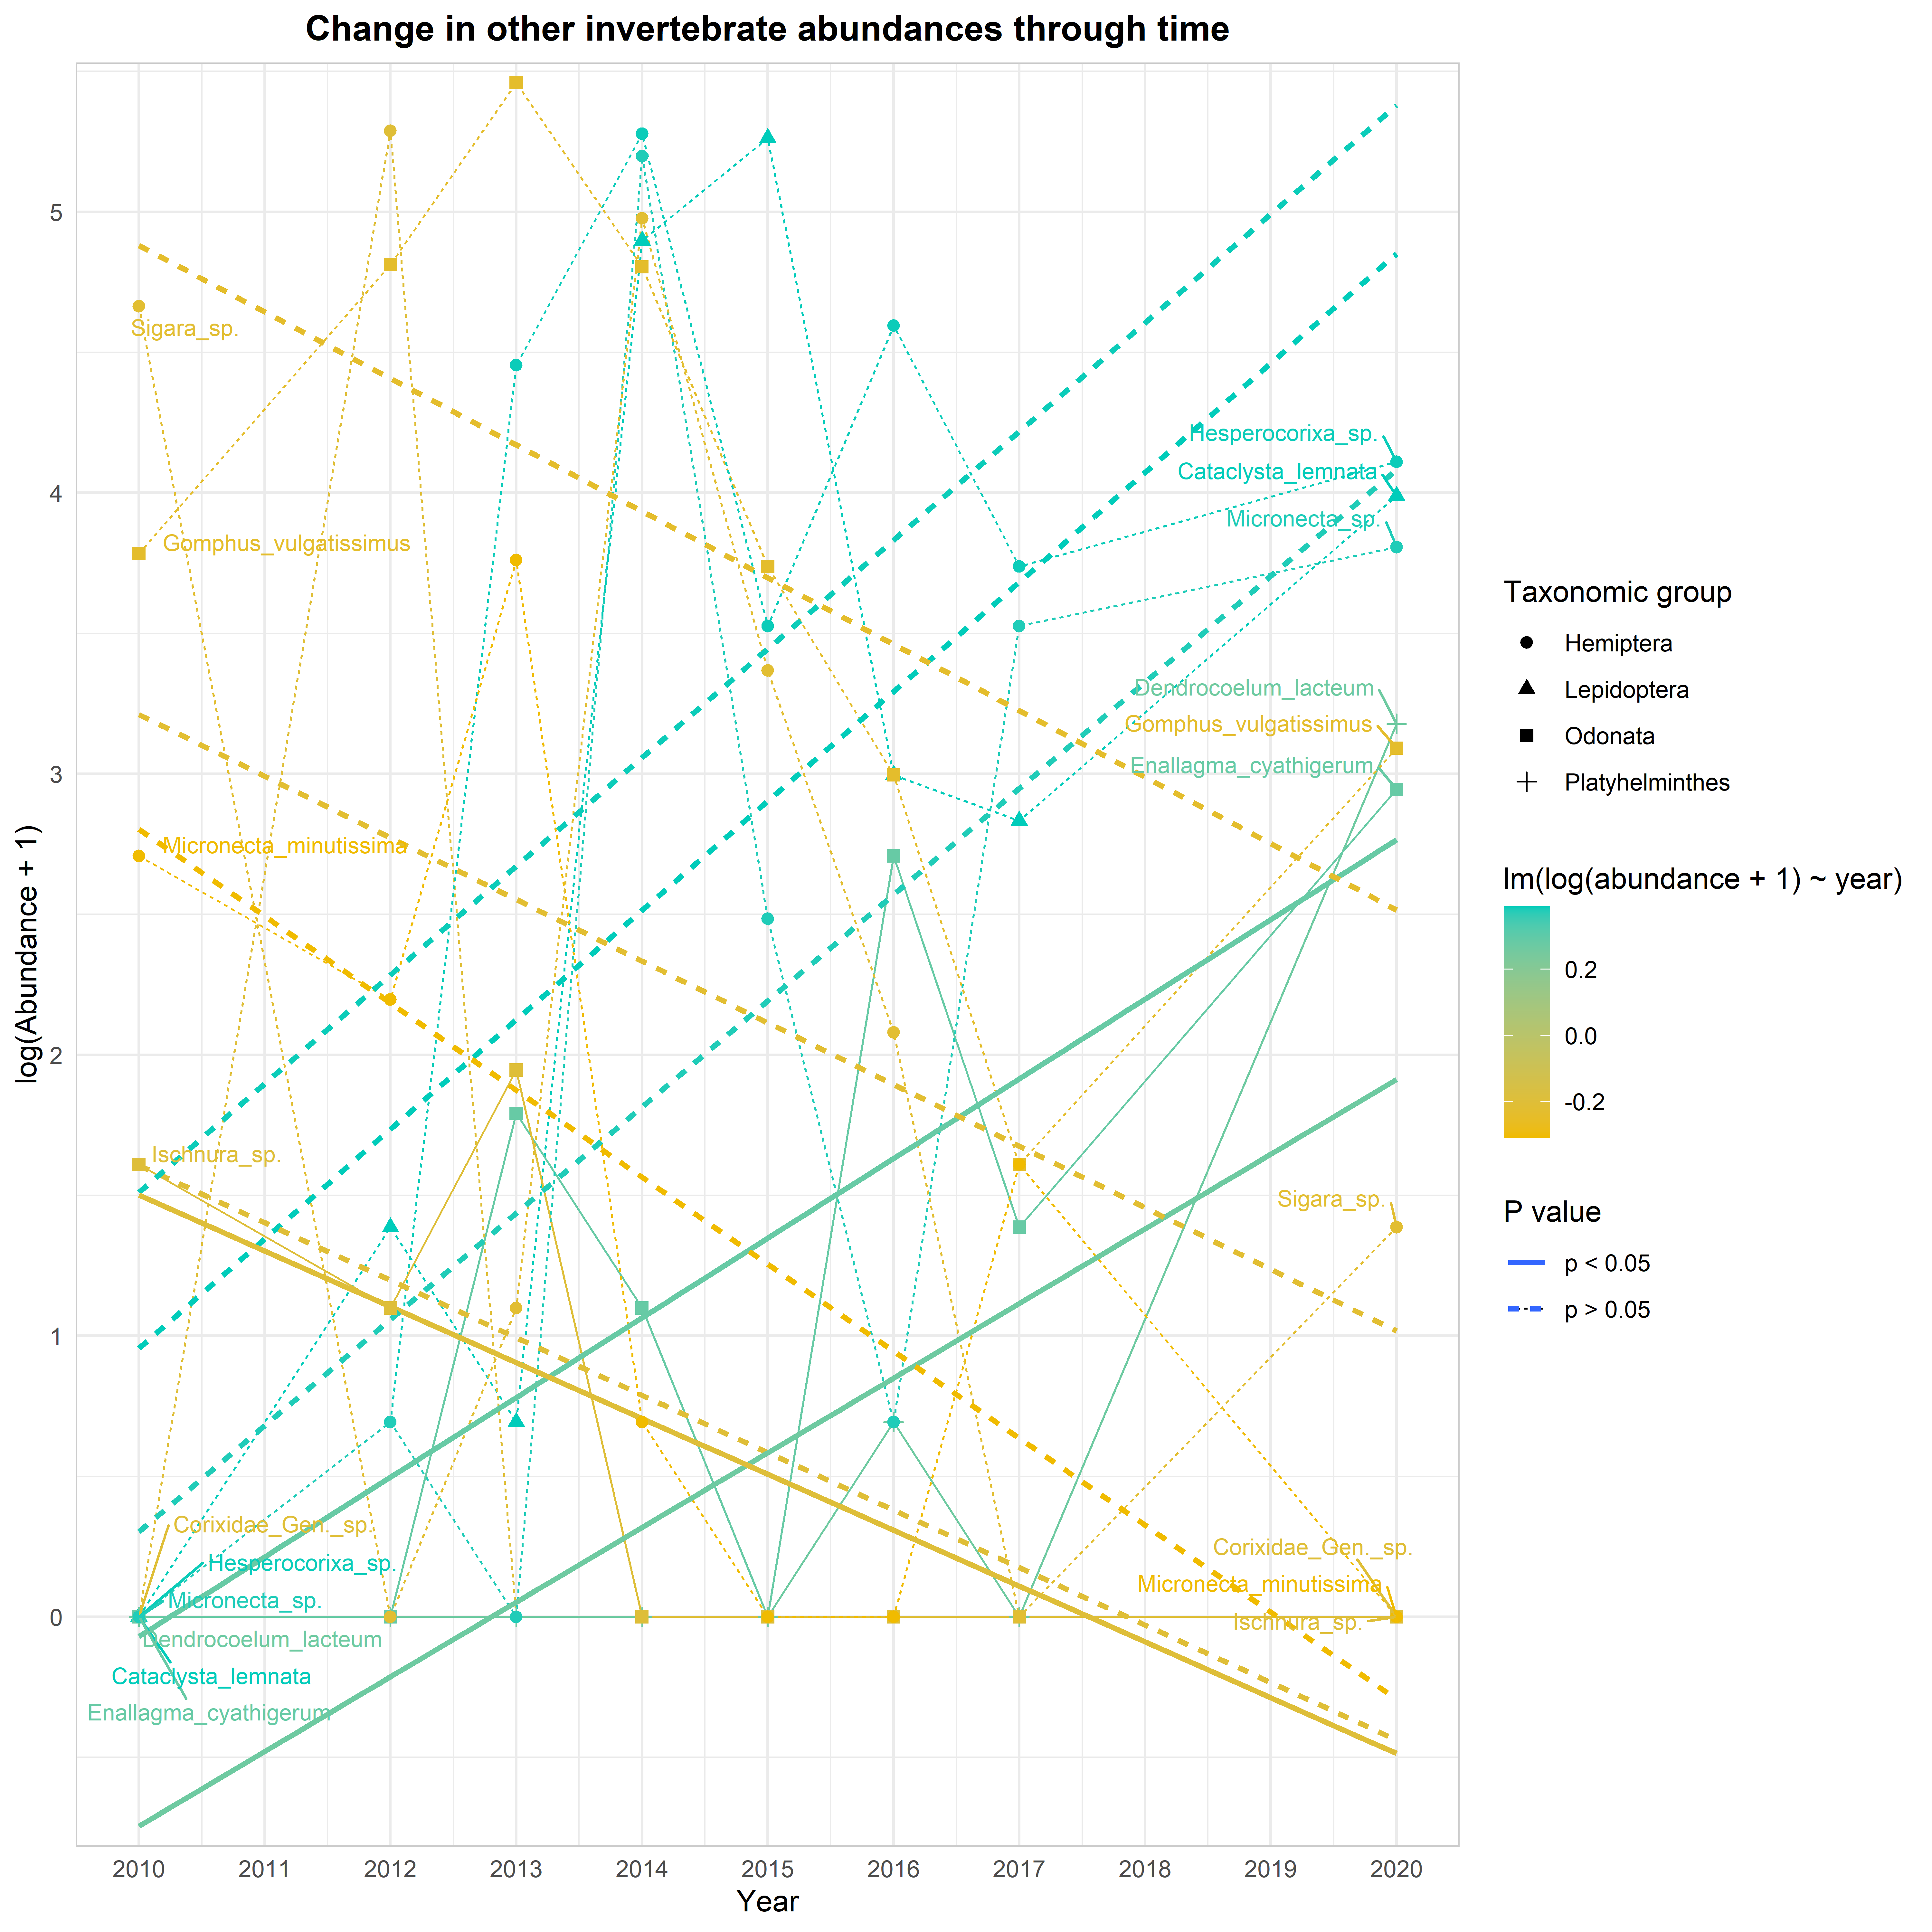 Change in other invertebrate abundances through time
log(Abundance + 1)
5
4
3
2
1
0
Sigara_sp.
Gomphus_vulgatissimus
Micronecta_minutissima
Ischnura_sp.
Corixidae_Gen._sp.
Hesperocorixa_sp.
Micronecta_sp.
Dendrocoelum_lacteum
Cataclysta_lemnata
Enallagma_cyathigerum
Hesperocorixa_sp.
Cataclysta_lemnata
Micronecta_sp.
Dendrocoelum_lacteum
Gomphus_vulgatissimus
Enallagma_cyathigerum
Sigara_sp.
Corixidae_Gen._sp.
Micronecta_minutissima
Ischnura_sp.
2010 2011 2012 2013 2014 2015 2016 2017 2018 2019 2020
Year
Taxonomic group
Hemiptera
Lepidoptera
Odonata
Platyhelminthes
lm(log(abundance + 1) ~ year)
0.2
0.0
-0.2
P value
p < 0.05
p > 0.05